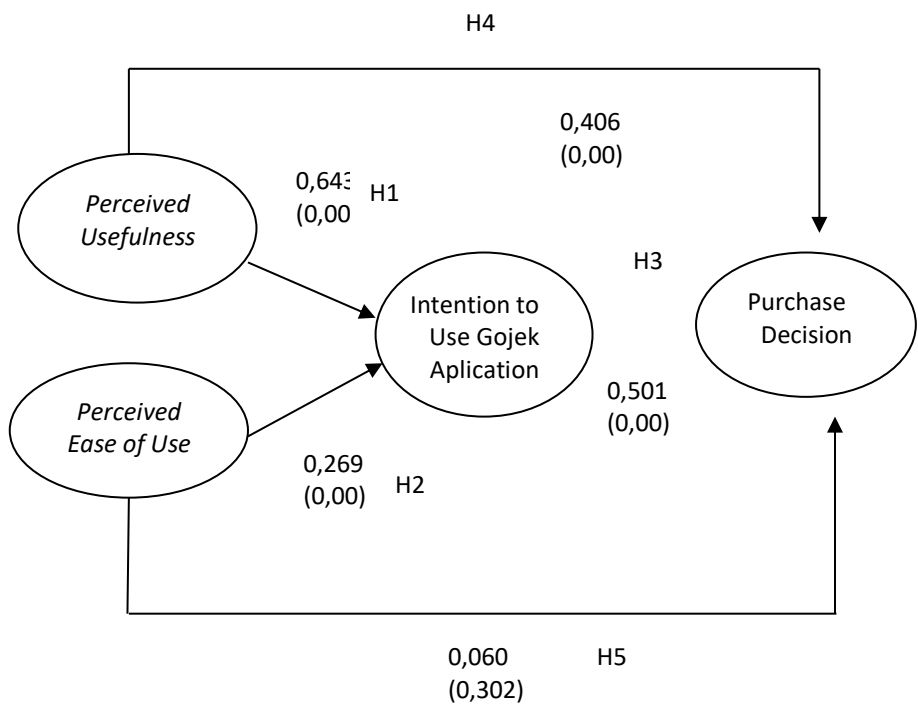 H4
0,406
(0,00)
Perceived
Usefulness
0,643
(0,00
H1
H3
Intention to
Use Gojek
Aplication
Purchase
Decision
0,501
(0,00)
Perceived
Ease of Use
0,269
(0,00)
H2
0,060
(0,302)
H5